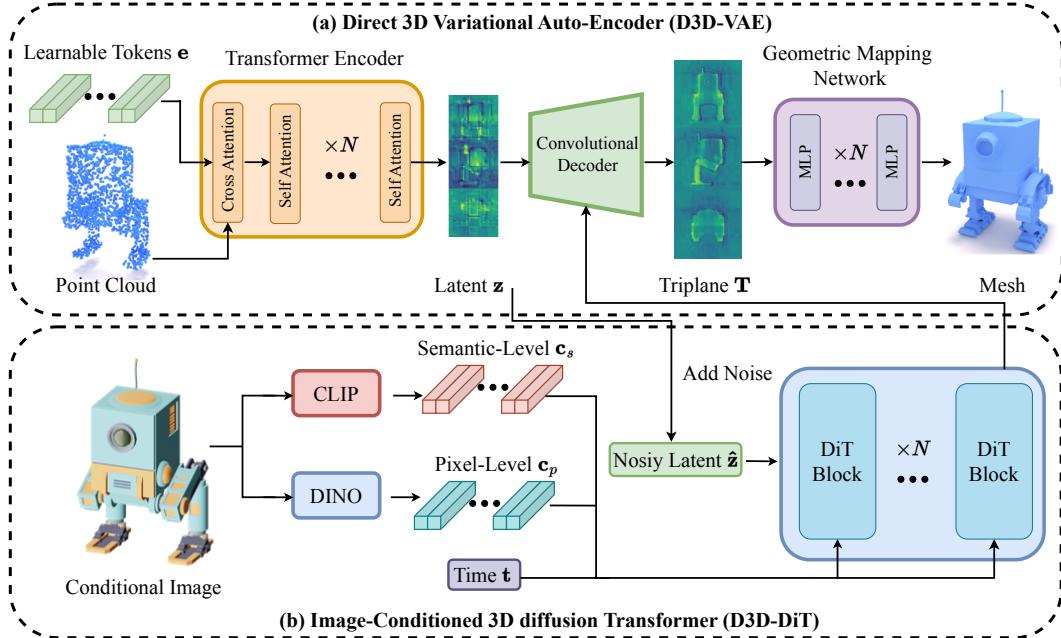 (a) Direct 3D Variational Auto-Encoder (D3D-VAE)
Learnable Tokens e
Transformer Encoder
Geometric Mapping
Network
Cross Attention
Self Attention
×N
Self Attention
Convolutional
Decoder
MLP
×N
MLP
Point Cloud
Latent z
Triplane T
Mesh
Semantic-Level c_s
Add Noise
CLIP
DiT
Block
×N
DiT
Block
Nosiy Latent ẑ
Pixel-Level c_p
DINO
Time t
Conditional Image
(b) Image-Conditioned 3D diffusion Transformer (D3D-DiT)